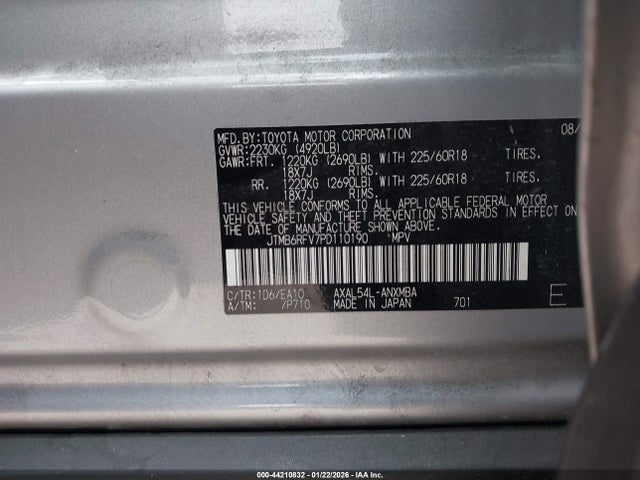 MFD.BY:TOYOTA MOTOR CORPORATION 08/
GVWR:2230KG (4920LB)
GAWR:FRT. 1220KG (2690LB) WITH 225/60R18 TIRES.
18X7J RIMS.
RR. 1220KG (2690LB) WITH 225/60R18 TIRES.
18X7J RIMS.
THIS VEHICLE CONFORMS TO ALL APPLICABLE FEDERAL MOTOR
VEHICLE SAFETY AND THEFT PREVENTION STANDARDS IN EFFECT
ON THE DATE OF MANUFACTURE SHOWN ABOVE.
JTMB6RFV7PD110190 MPV
C/TR:1D6/EA10 AXAL54L-ANXMBA
A/TM: /P710 MADE IN JAPAN 701 E
000-44210832 - 01/22/2026 - IAA Inc.